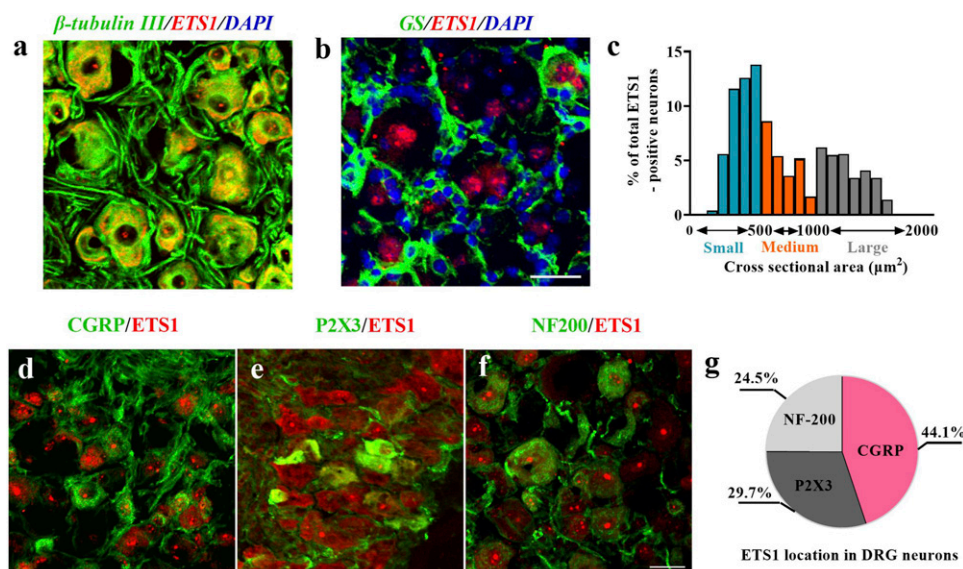 β-tubulin III/ETS1/DAPI
GS/ETS1/DAPI
a
b
c
% of total ETS1
- positive neurons
15
10
5
0
0
500
1000
2000
Small
Medium
Large
Cross sectional area (µm²)
CGRP/ETS1
P2X3/ETS1
NF200/ETS1
d
e
f
g
24.5%
NF-200
44.1%
CGRP
P2X3
29.7%
ETS1 location in DRG neurons